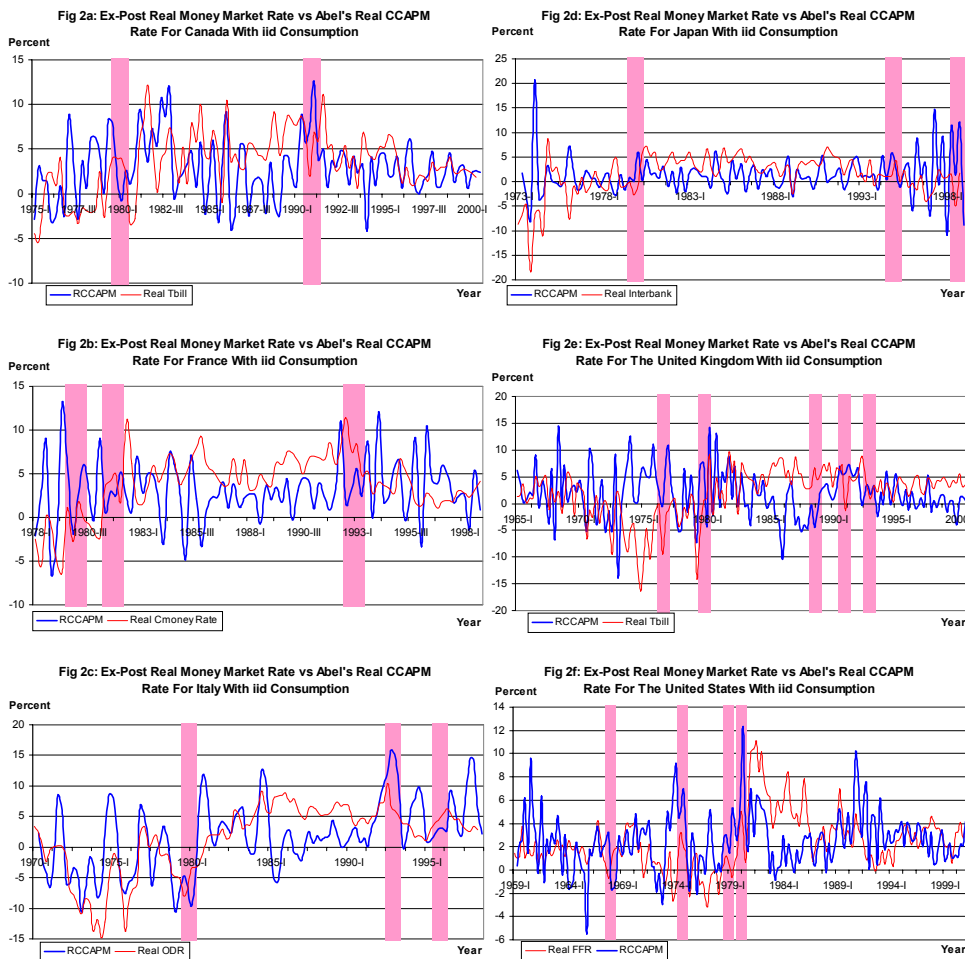 Fig 2a: Ex-Post Real Money Market Rate vs Abel's Real CCAPM
Rate For Canada With iid Consumption
Percent
15
10
5
0
-5
-10
1975-I 1977-III 1980-I 1982-III 1985-I 1987-II 1990-I 1992-III 1995-I 1997-III 2000-I
RCCAPM Real Tbill
Year
Fig 2d: Ex-Post Real Money Market Rate vs Abel's Real CCAPM
Rate For Japan With iid Consumption
Percent
25
20
15
10
5
0
-5
-10
-15
-20
1973-I 1978-I 1983-I 1988-I 1993-I 1998-I
RCCAPM Real Interbank
Year
Fig 2b: Ex-Post Real Money Market Rate vs Abel's Real CCAPM
Rate For France With iid Consumption
Percent
15
10
5
0
-5
-10
1978-I 1980-III 1983-I 1985-III 1988-I 1990-III 1993-I 1995-III 1998-I
RCCAPM Real Cmoney Rate
Year
Fig 2e: Ex-Post Real Money Market Rate vs Abel's Real CCAPM
Rate For The United Kingdom With iid Consumption
Percent
20
15
10
5
0
-5
-10
-15
-20
1965-I 1970-I 1975-I 1980-I 1985-I 1990-I 1995-I 2000-I
RCCAPM Real Tbill
Year
Fig 2c: Ex-Post Real Money Market Rate vs Abel's Real CCAPM
Rate For Italy With iid Consumption
Percent
20
15
10
5
0
-5
-10
-15
1970-I 1975-I 1980-I 1985-I 1990-I 1995-I
RCCAPM Real ODR
Year
Fig 2f: Ex-Post Real Money Market Rate vs Abel's Real CCAPM
Rate For The United States With iid Consumption
Percent
14
12
10
8
6
4
2
0
-2
-4
-6
1959-I 1964-I 1969-I 1974-I 1979-I 1984-I 1989-I 1994-I 1999-I
Real FFR RCCAPM
Year